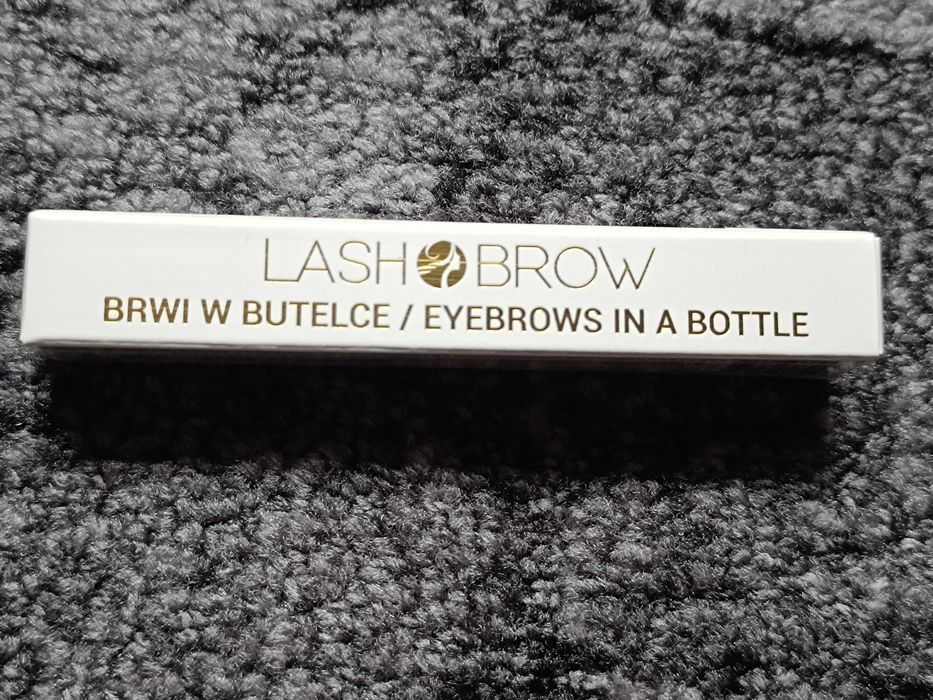 LASH BROW
BRWI W BUTELCE / EYEBROWS IN A BOTTLE